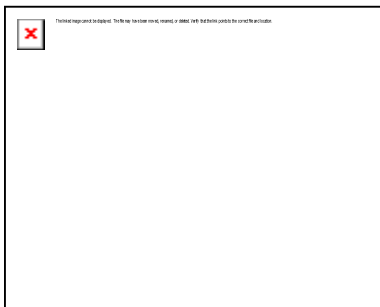 The linked image cannot be displayed. The file may have been moved, renamed, or deleted. Verify that the link points to the correct file and location.